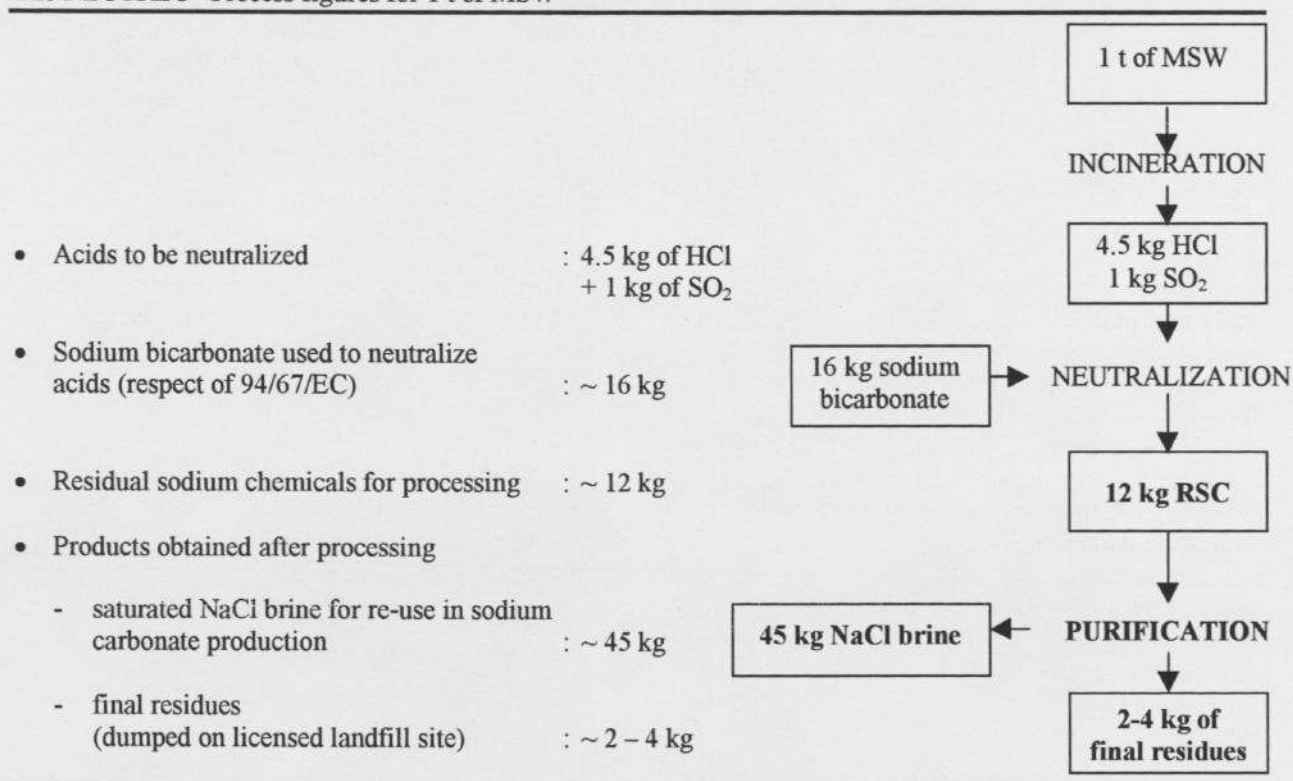 Process figures for 1 t of MSW
1 t of MSW
INCINERATION
• Acids to be neutralized : 4.5 kg of HCl
+ 1 kg of SO₂
4.5 kg HCl
1 kg SO₂
• Sodium bicarbonate used to neutralize
acids (respect of 94/67/EC) : ~ 16 kg
16 kg sodium
bicarbonate
NEUTRALIZATION
• Residual sodium chemicals for processing : ~ 12 kg
12 kg RSC
• Products obtained after processing
- saturated NaCl brine for re-use in sodium
carbonate production : ~ 45 kg
45 kg NaCl brine
PURIFICATION
- final residues
(dumped on licensed landfill site) : ~ 2 – 4 kg
2-4 kg of
final residues